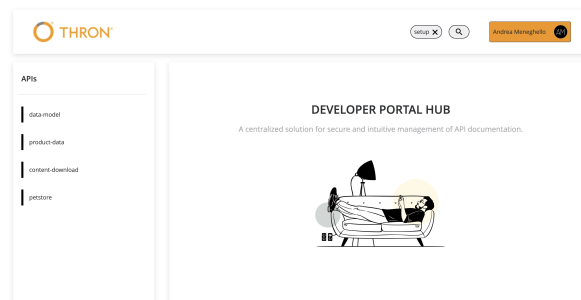 THRON
setup
Andrea Meneghello
AM
APIs
data-model
product-data
content-download
petstore
DEVELOPER PORTAL HUB
A centralized solution for secure and intuitive management of API documentation.